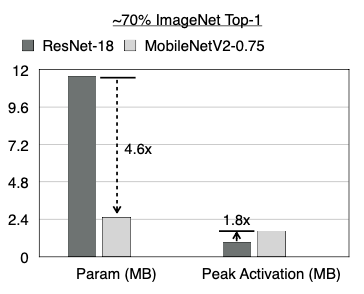 ~70% ImageNet Top-1
ResNet-18 MobileNetV2-0.75
12
9.6
7.2
4.8
2.4
0
4.6x
1.8x
Param (MB) Peak Activation (MB)